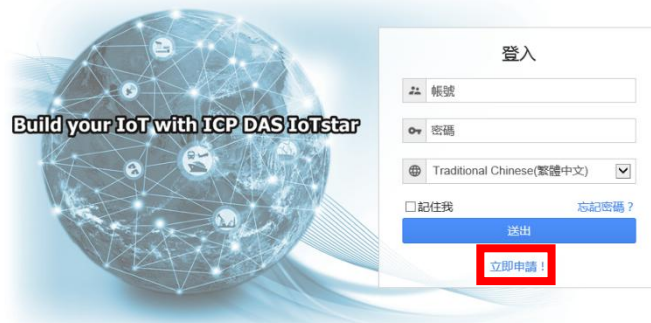 Build your IoT with ICP DAS IoTstar
登入
帳號
密碼
Traditional Chinese(繁體中文)
記住我
忘記密碼？
送出
立即申請！